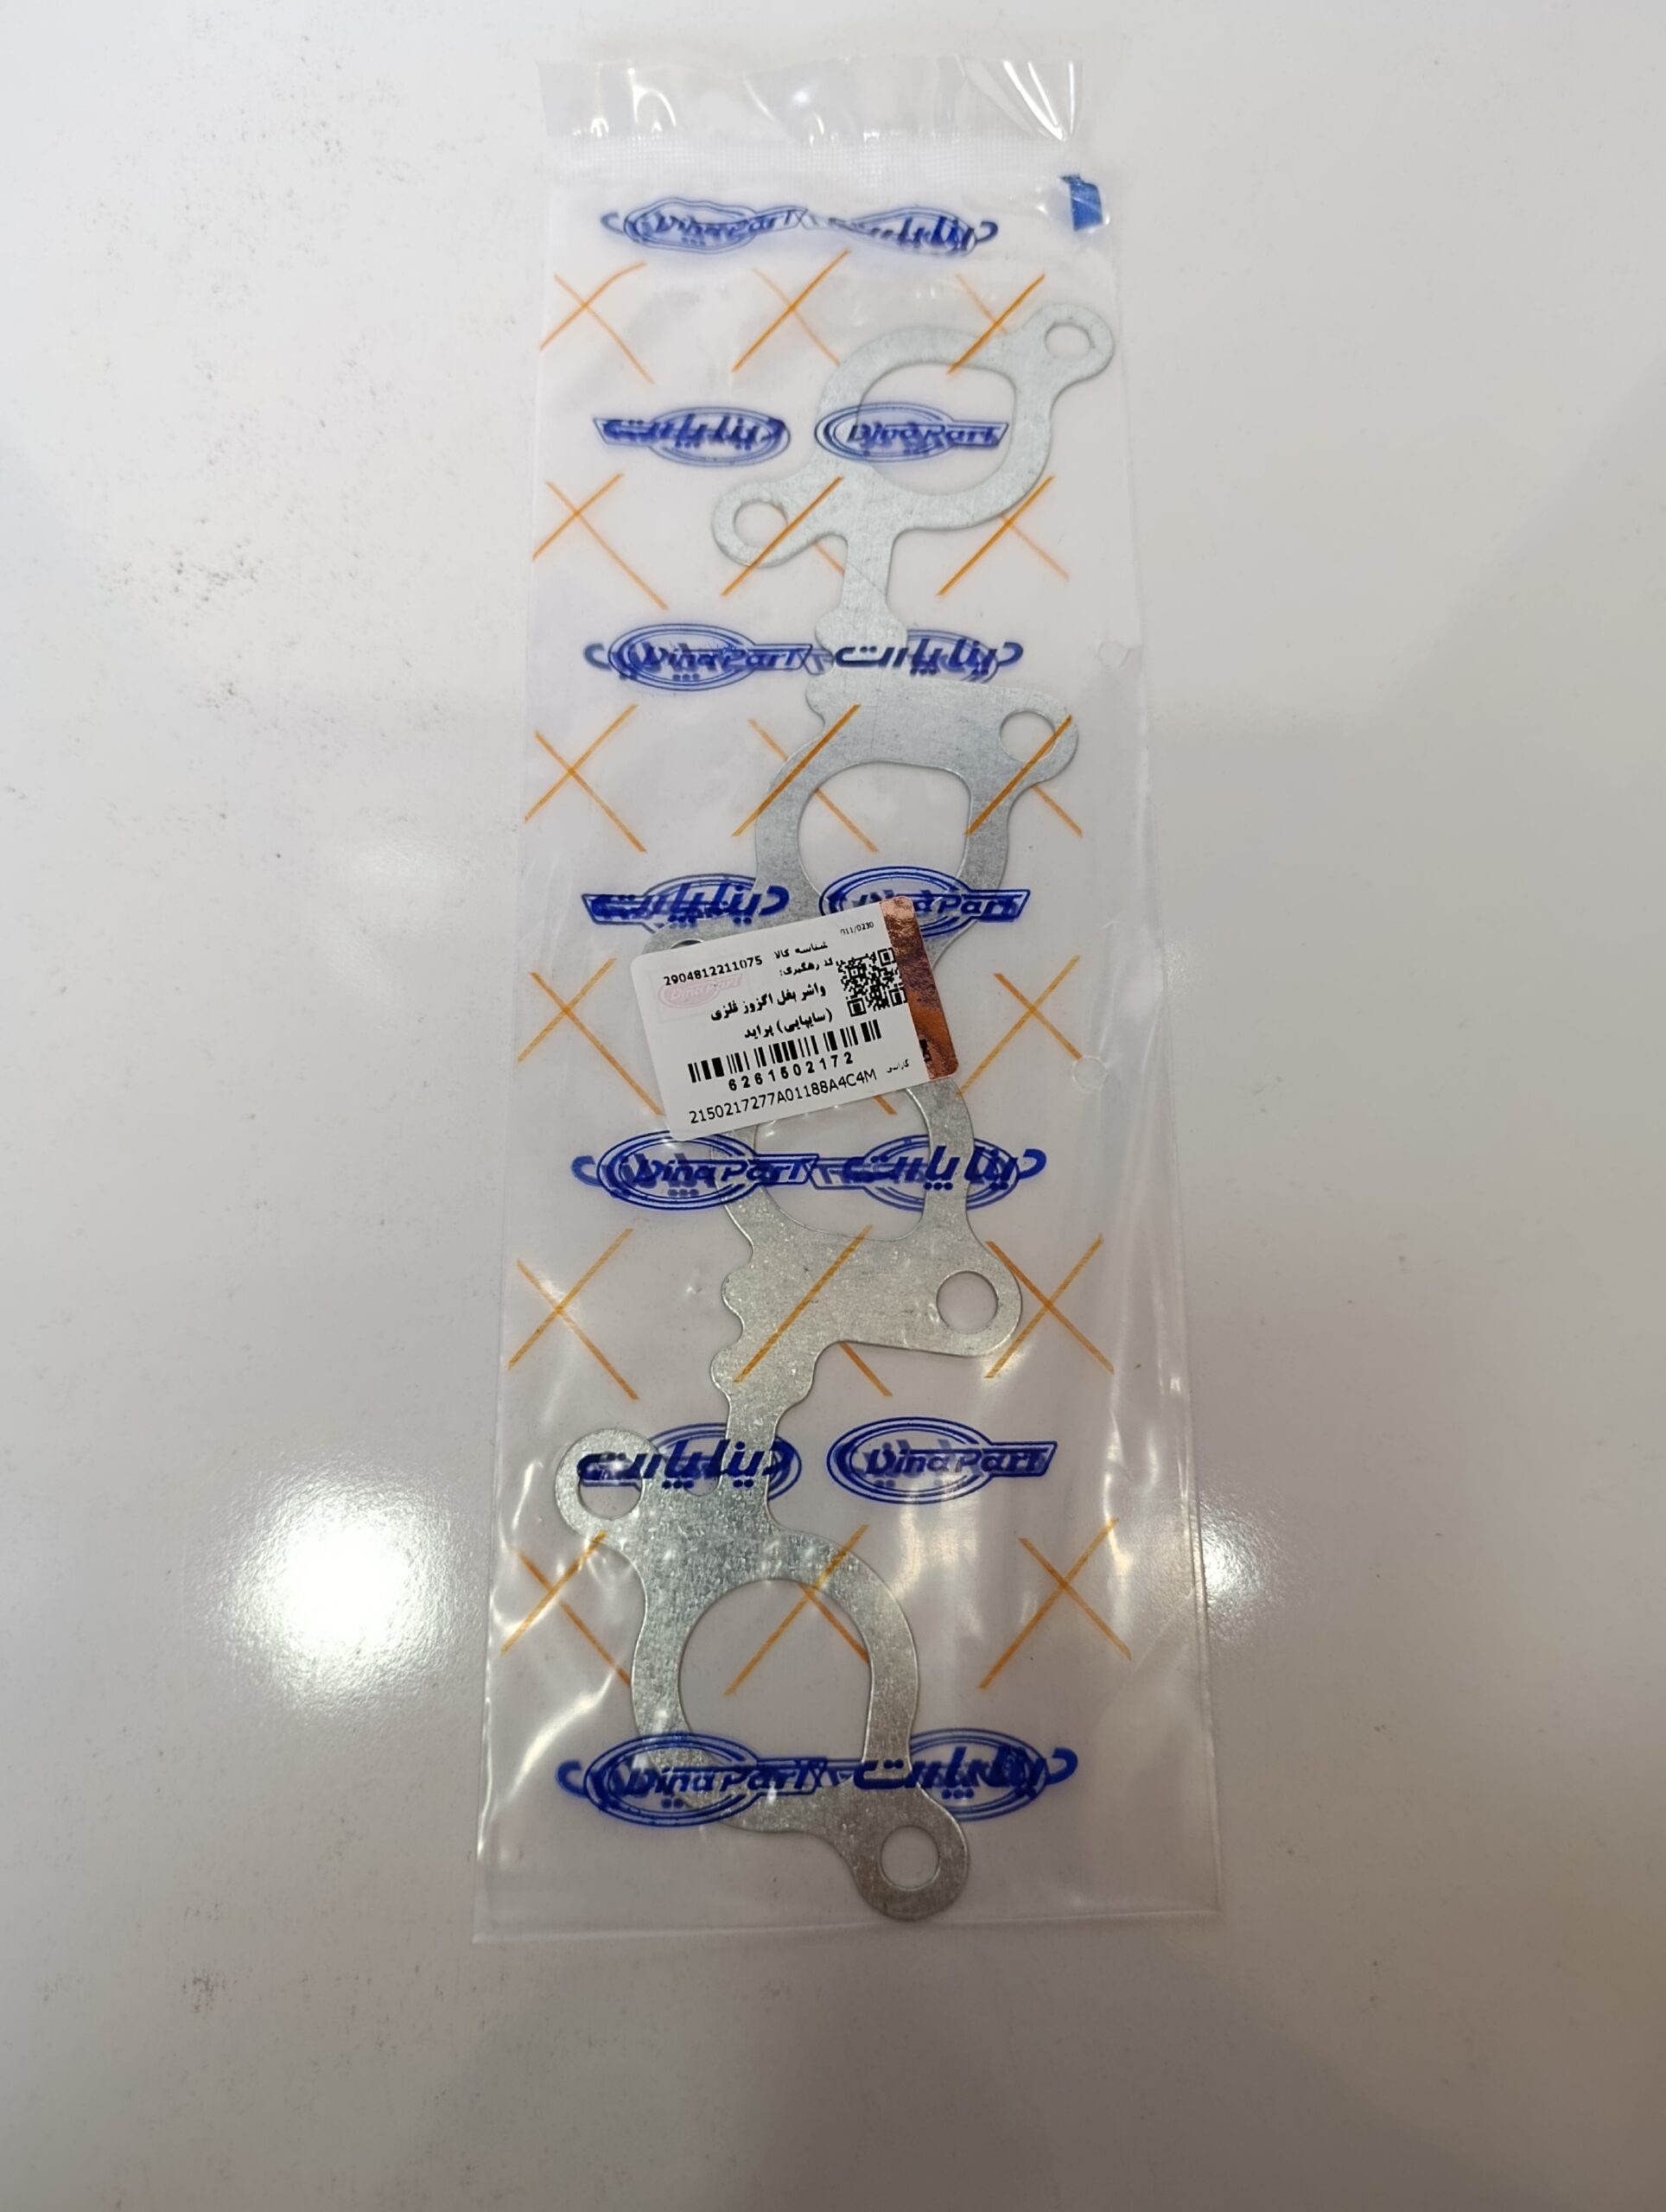 DinaPart دیناپارت
دیناپارت DinaPart
DinaPart دیناپارت
دیناپارت DinaPart
شناسه کالا 2904812211075
کد رهگیری:
واشر بغل اگزوز فلزی
(سایپایی) پراید
6261502172
2150217277A01188A4C4M
DinaPart دیناپارت
دیناپارت DinaPart
DinaPart دیناپارت